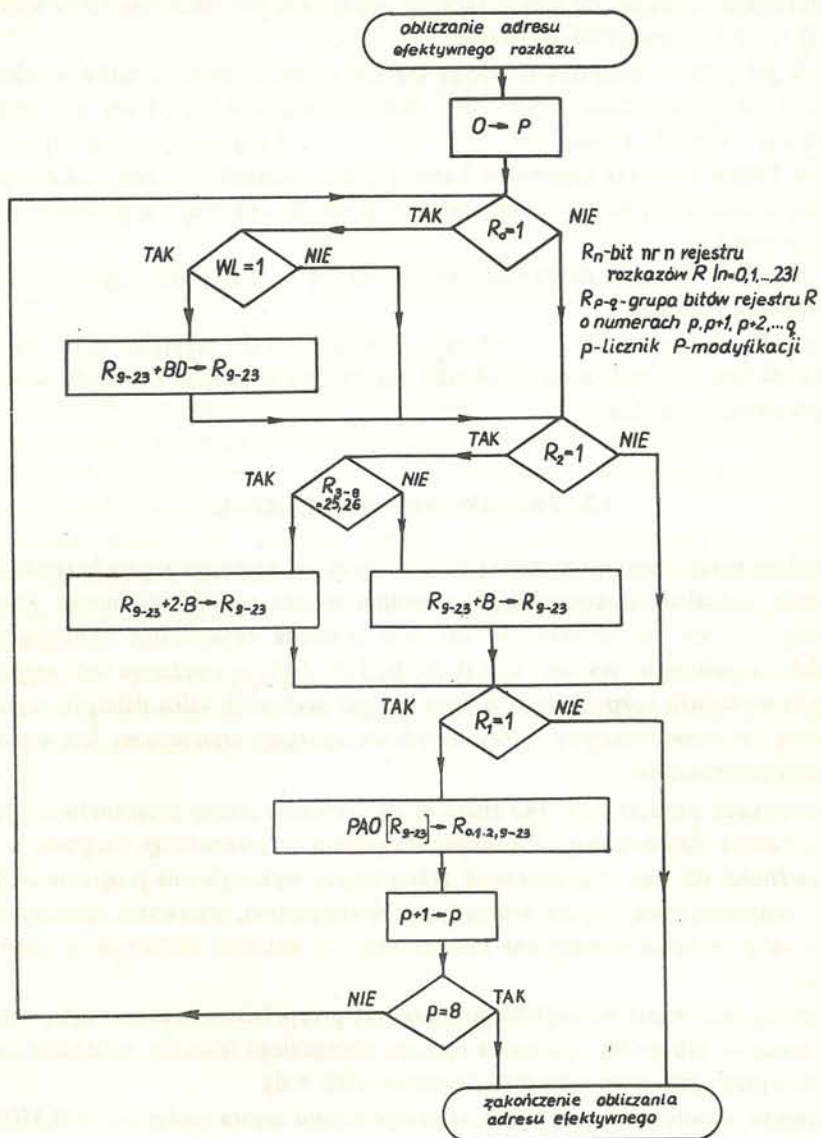 obliczanie adresu
efektywnego rozkazu
0→P
R₀=1
TAK
NIE
WL=1
TAK
NIE
Rn-bit nr n rejestru
rozkazów R /n=0,1,..,23/
Rp-q-grupa bitów rejestru R
o numerach p,p+1, p+2,... q
p-licznik P-modyfikacji
R9-23+BD→R9-23
R₂=1
TAK
NIE
R3-8
=25,26
TAK
NIE
R9-23+2·B→R9-23
R9-23+B→R9-23
R₁=1
TAK
NIE
PAO[R9-23]→R0,1,2,9-23
p+1→p
p=8
NIE
TAK
zakończenie obliczania
adresu efektywnego